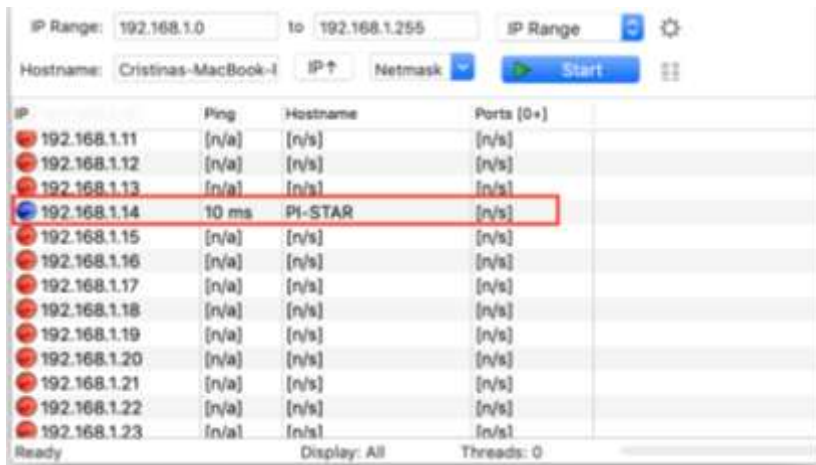 IP Range: 192.168.1.0 to 192.168.1.255 IP Range
Hostname: Cristinas-MacBook- IP↑ Netmask Start
IP Ping Hostname Ports [0+]
192.168.1.11 [n/a] [n/s] [n/s]
192.168.1.12 [n/a] [n/s] [n/s]
192.168.1.13 [n/a] [n/s] [n/s]
192.168.1.14 10 ms PI-STAR [n/s]
192.168.1.15 [n/a] [n/s] [n/s]
192.168.1.16 [n/a] [n/s] [n/s]
192.168.1.17 [n/a] [n/s] [n/s]
192.168.1.18 [n/a] [n/s] [n/s]
192.168.1.19 [n/a] [n/s] [n/s]
192.168.1.20 [n/a] [n/s] [n/s]
192.168.1.21 [n/a] [n/s] [n/s]
192.168.1.22 [n/a] [n/s] [n/s]
192.168.1.23 [n/a] [n/s] [n/s]
Ready Display: All Threads: 0